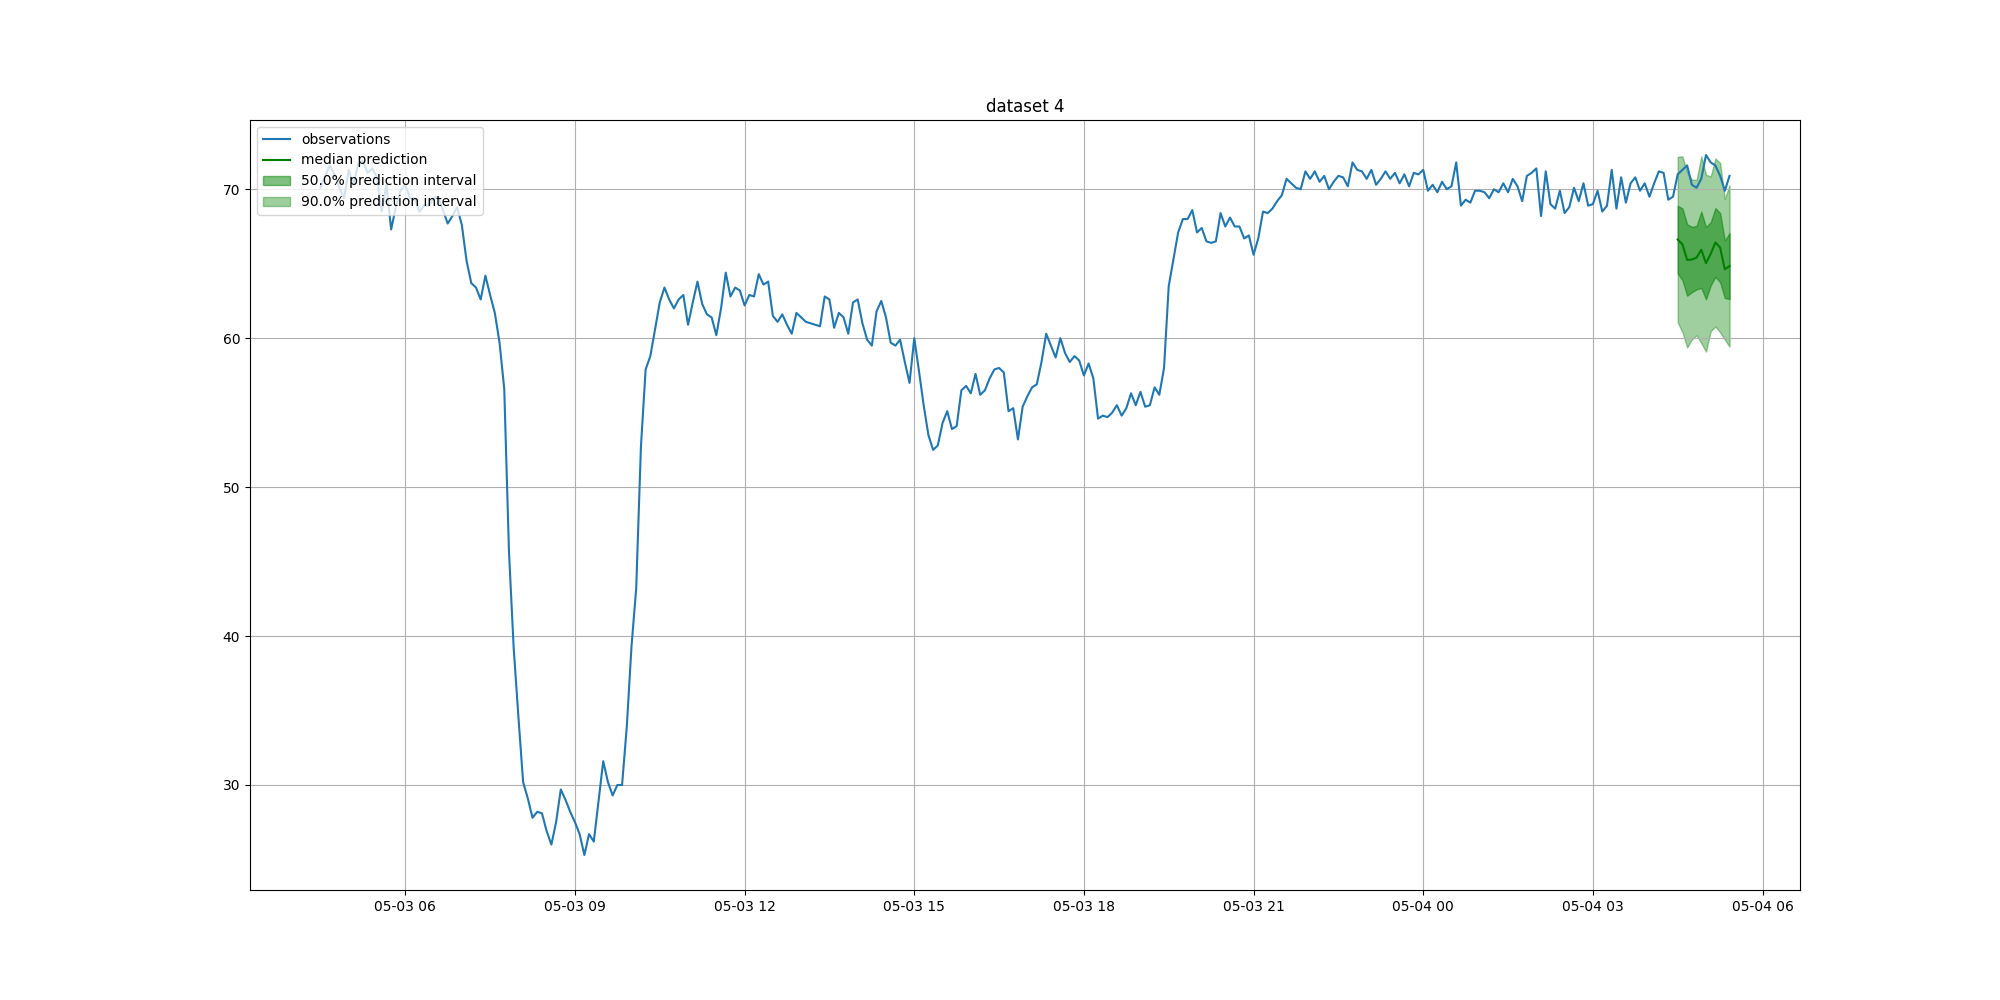 dataset 4
observations
median prediction
50.0% prediction interval
90.0% prediction interval
70
60
50
40
30
05-03 06
05-03 09
05-03 12
05-03 15
05-03 18
05-03 21
05-04 00
05-04 03
05-04 06